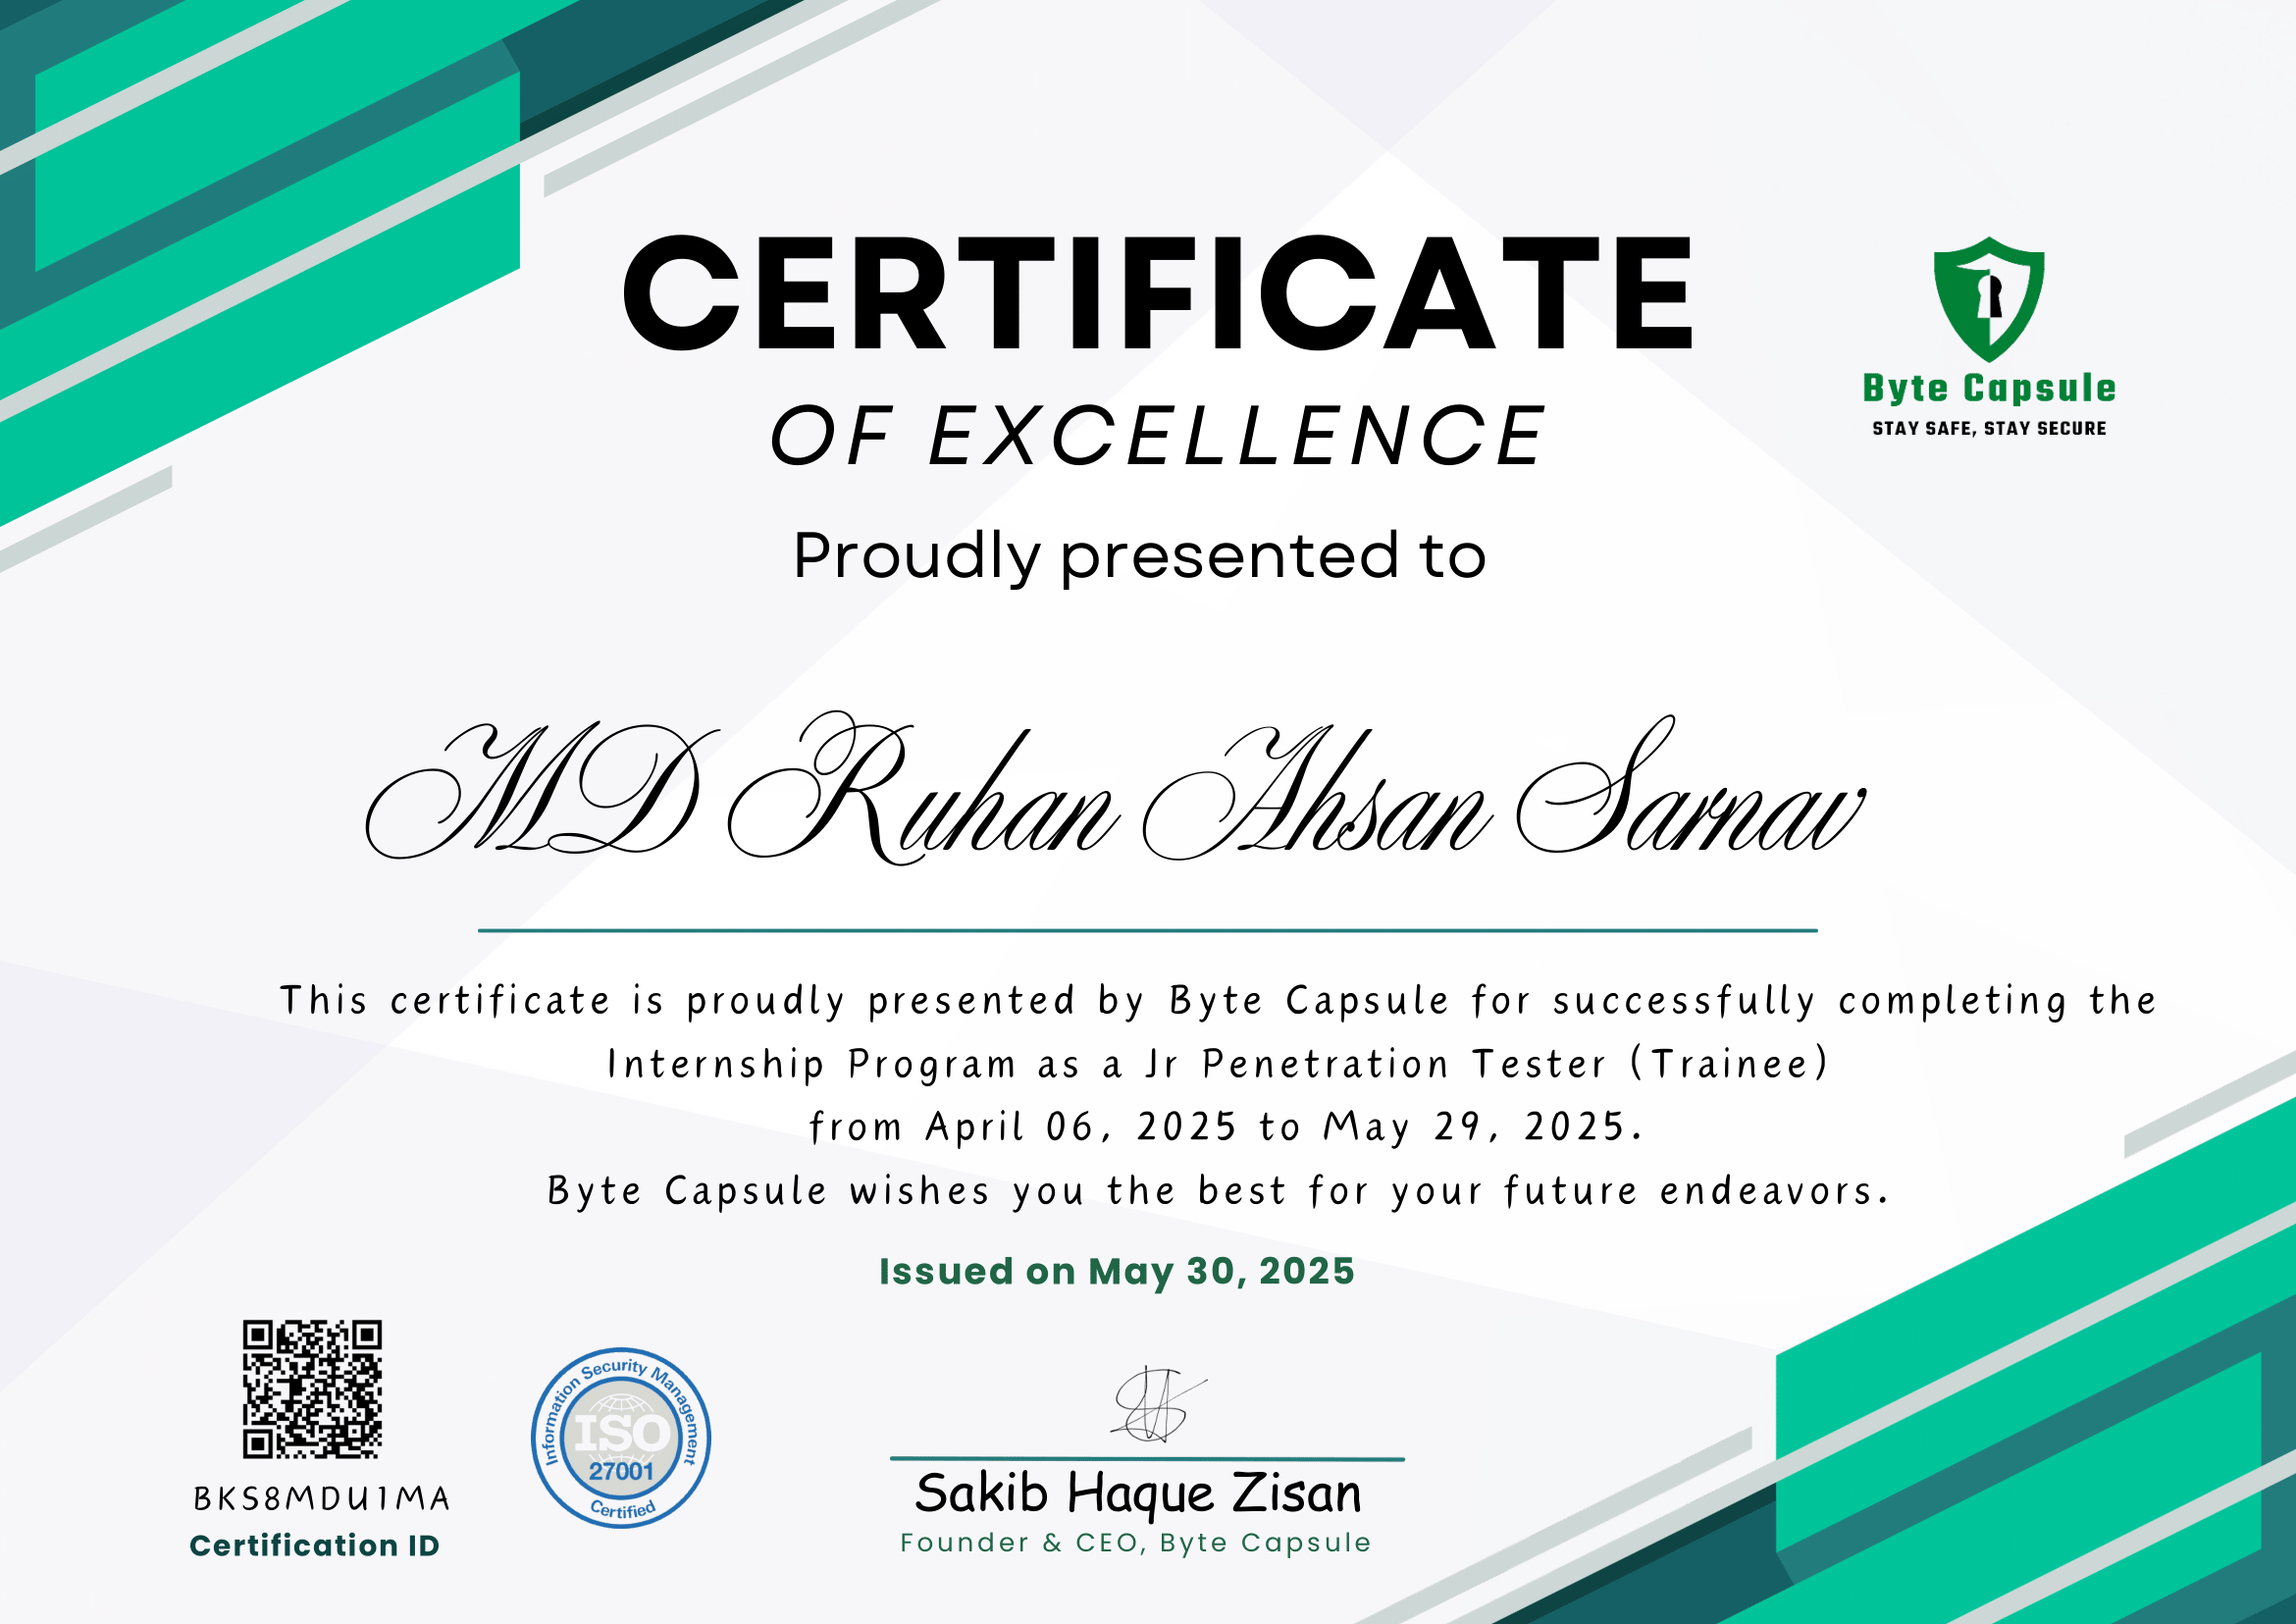 CERTIFICATE
OF EXCELLENCE
Byte Capsule
STAY SAFE, STAY SECURE
Proudly presented to
MD Ruhan Ahsan Sarnav
This certificate is proudly presented by Byte Capsule for successfully completing the
Internship Program as a Jr Penetration Tester (Trainee)
from April 06, 2025 to May 29, 2025.
Byte Capsule wishes you the best for your future endeavors.
Issued on May 30, 2025
BKS8MDU1MA
Certification ID
Information Security Management
ISO
27001
Certified
Sakib Haque Zisan
Founder & CEO, Byte Capsule